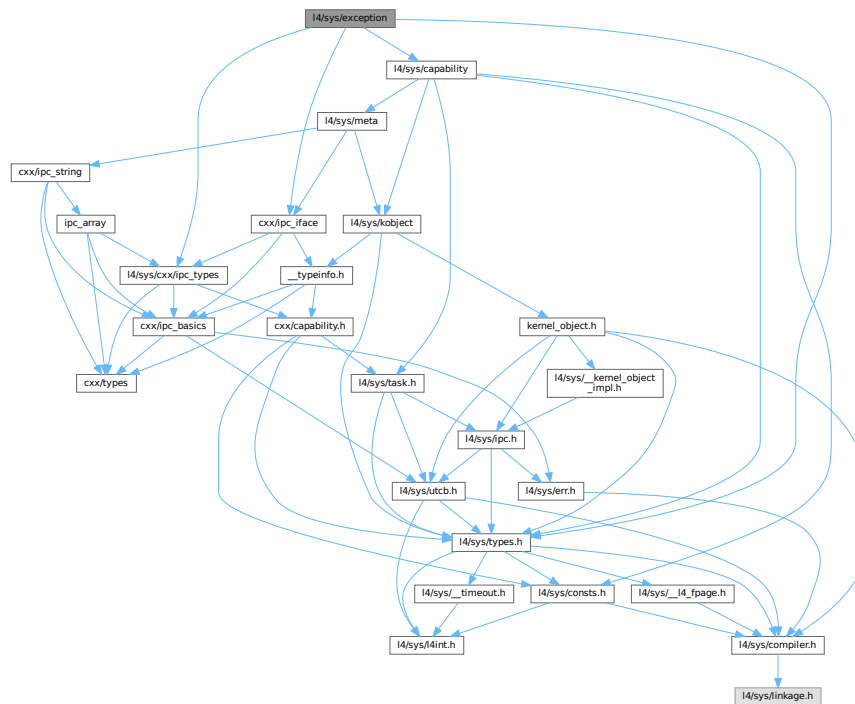 l4/sys/exception
l4/sys/capability
l4/sys/meta
cxx/ipc_string
ipc_array
cxx/ipc_iface
l4/sys/kobject
l4/sys/cxx/ipc_types
__typeinfo.h
cxx/ipc_basics
cxx/capability.h
kernel_object.h
cxx/types
l4/sys/task.h
l4/sys/__kernel_object
_impl.h
l4/sys/ipc.h
l4/sys/utcb.h
l4/sys/err.h
l4/sys/types.h
l4/sys/__timeout.h
l4/sys/consts.h
l4/sys/__l4_fpage.h
l4/sys/l4int.h
l4/sys/compiler.h
l4/sys/linkage.h